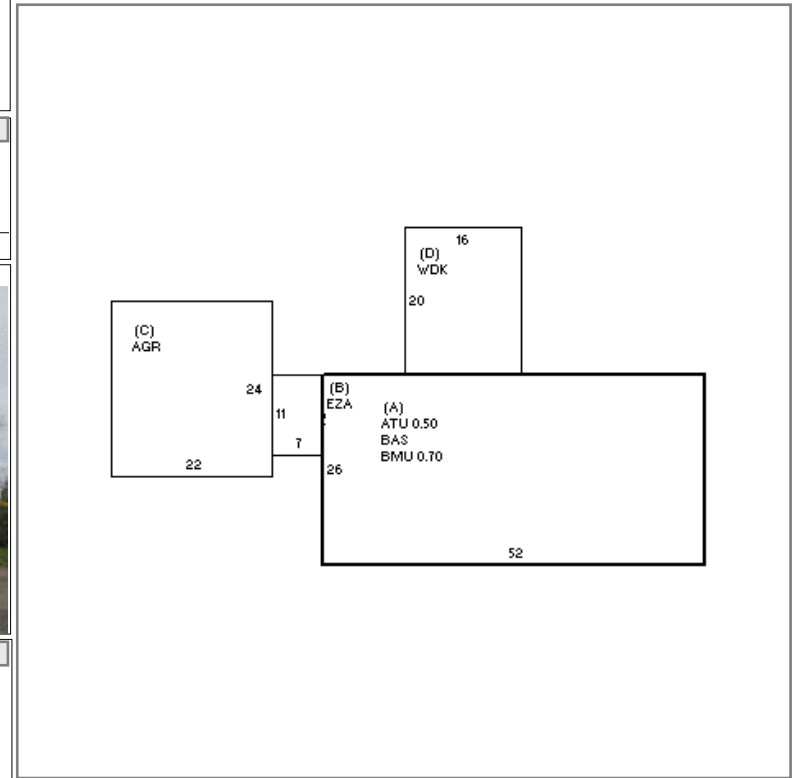 16
(D)
WDK
20
(C)
AGR
24
22
11
7
(B)
EZA
26
(A)
ATU 0.50
BAS
BMU 0.70
52